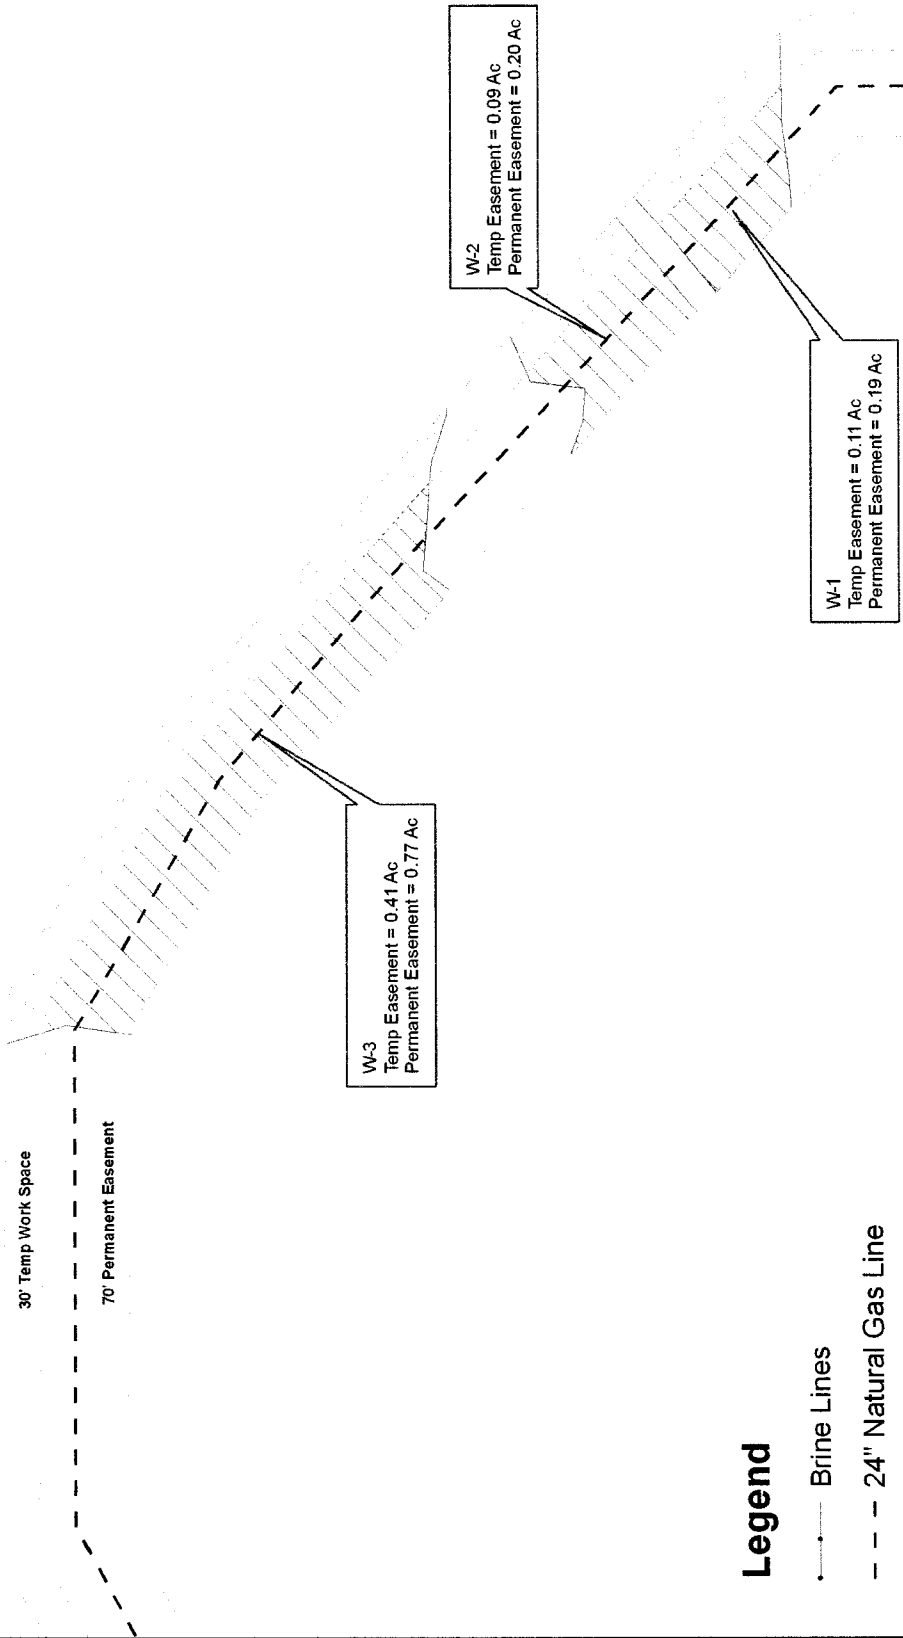 30' Temp Work Space
70' Permanent Easement
W-3
Temp Easement = 0.41 Ac
Permanent Easement = 0.77 Ac
W-2
Temp Easement = 0.09 Ac
Permanent Easement = 0.20 Ac
W-1
Temp Easement = 0.11 Ac
Permanent Easement = 0.19 Ac
Legend
Brine Lines
24" Natural Gas Line